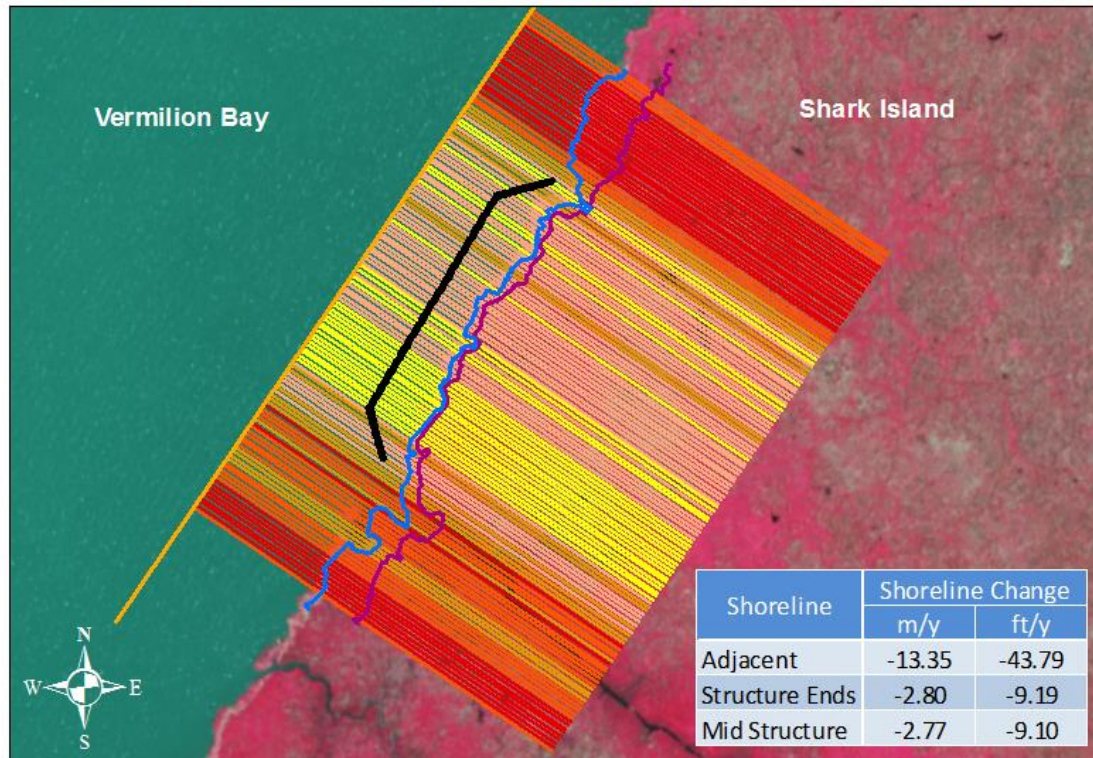 Vermilion Bay
Shark Island
N
W E
S
Shoreline Shoreline Change
m/y ft/y
Adjacent -13.35 -43.79
Structure Ends -2.80 -9.19
Mid Structure -2.77 -9.10